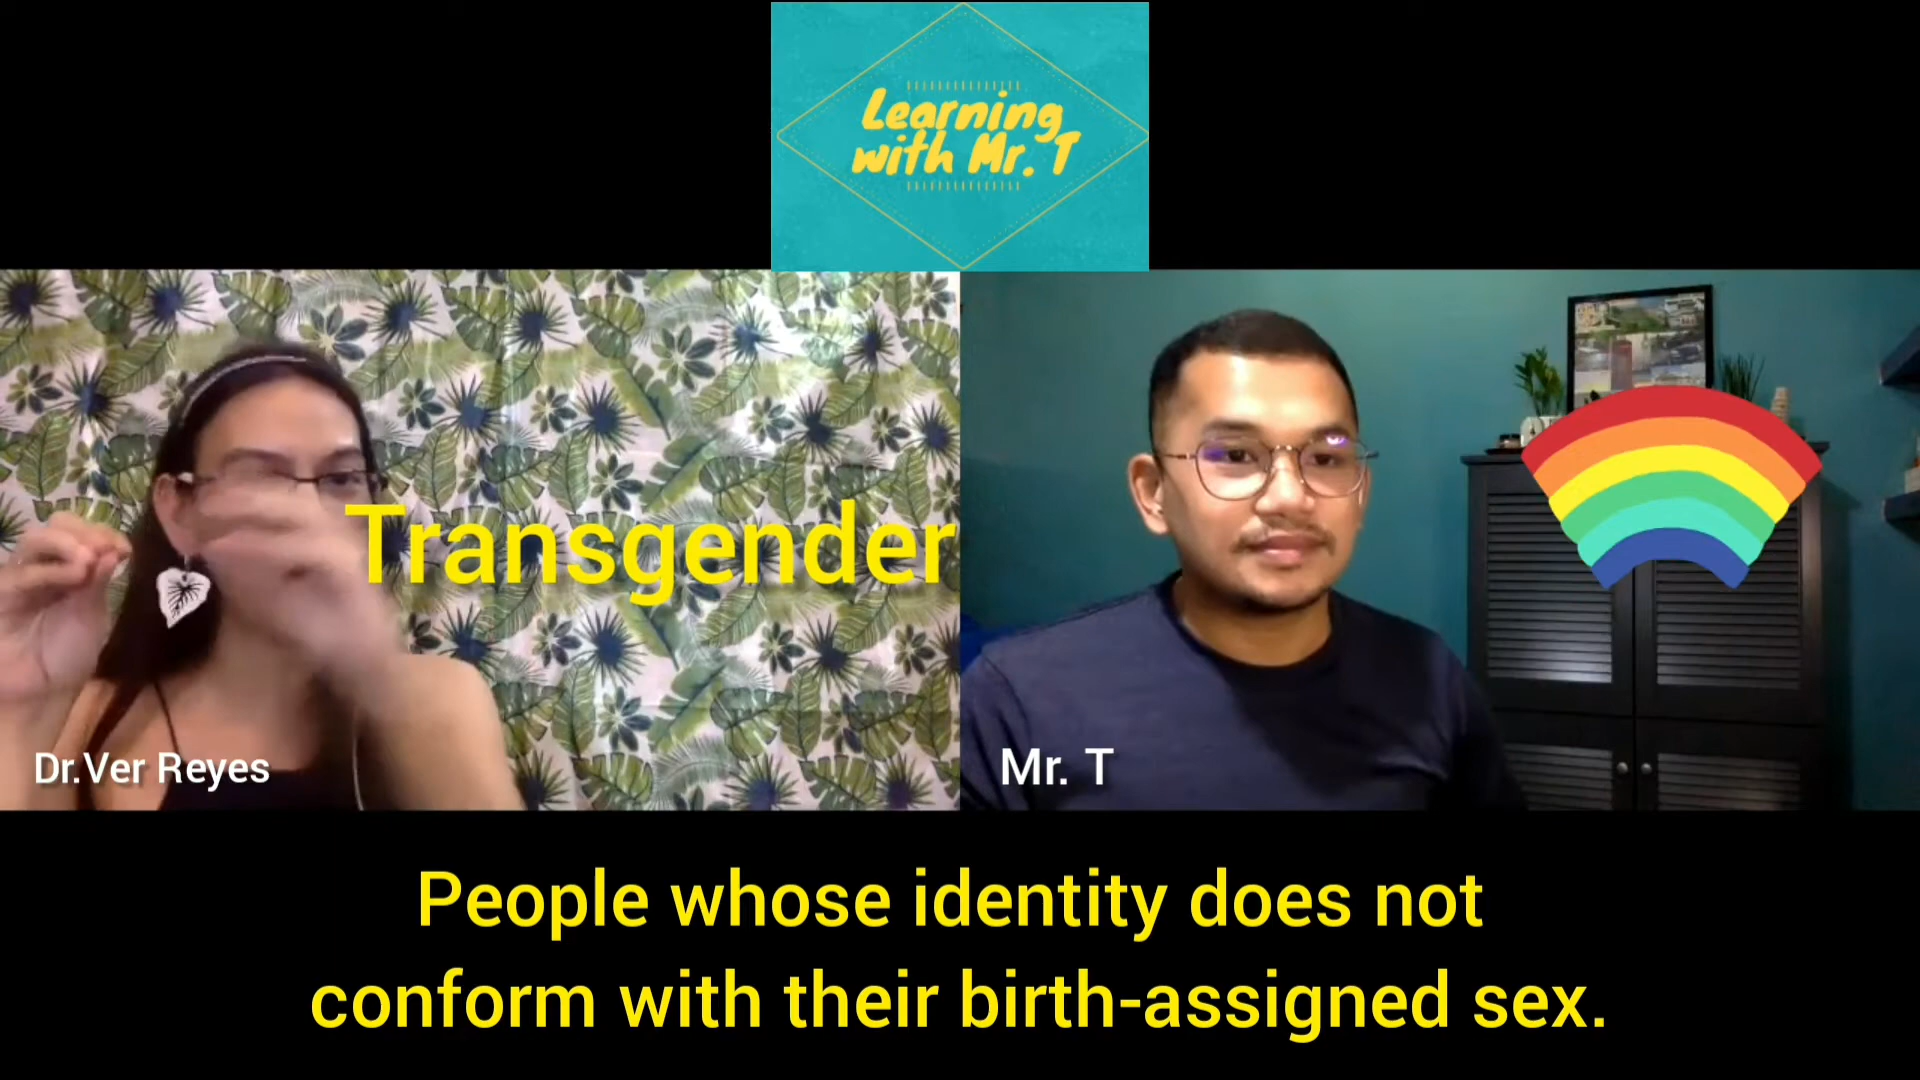 Learning
with Mr. T
Transgender
Dr.Ver Reyes
Mr. T
People whose identity does not
conform with their birth-assigned sex.